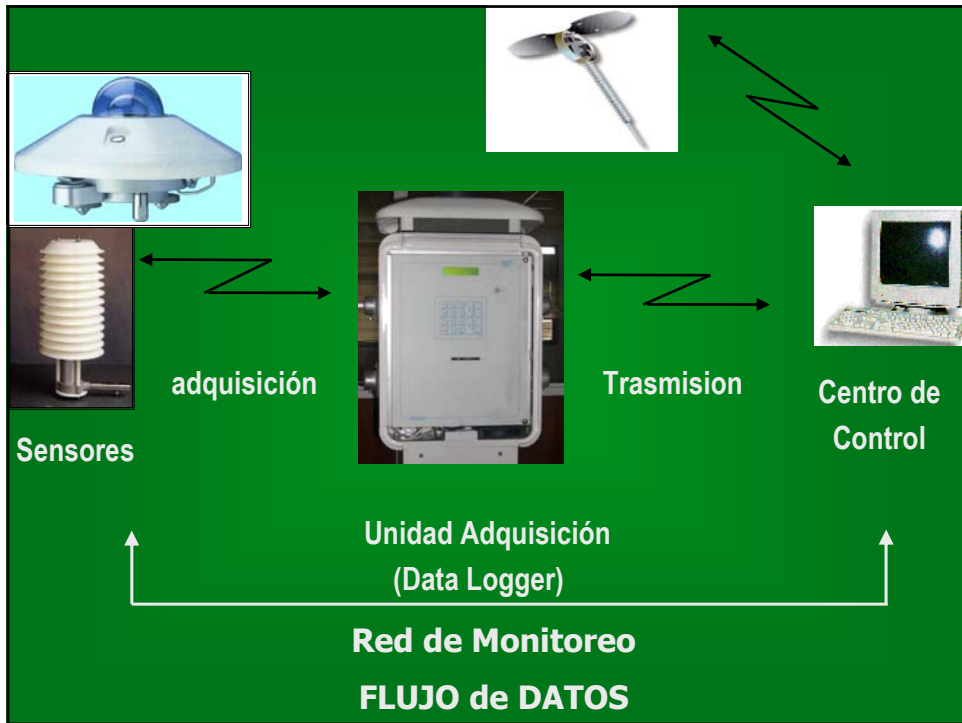 adquisición
Trasmision
Sensores
Centro de
Control
Unidad Adquisición
(Data Logger)
Red de Monitoreo
FLUJO de DATOS